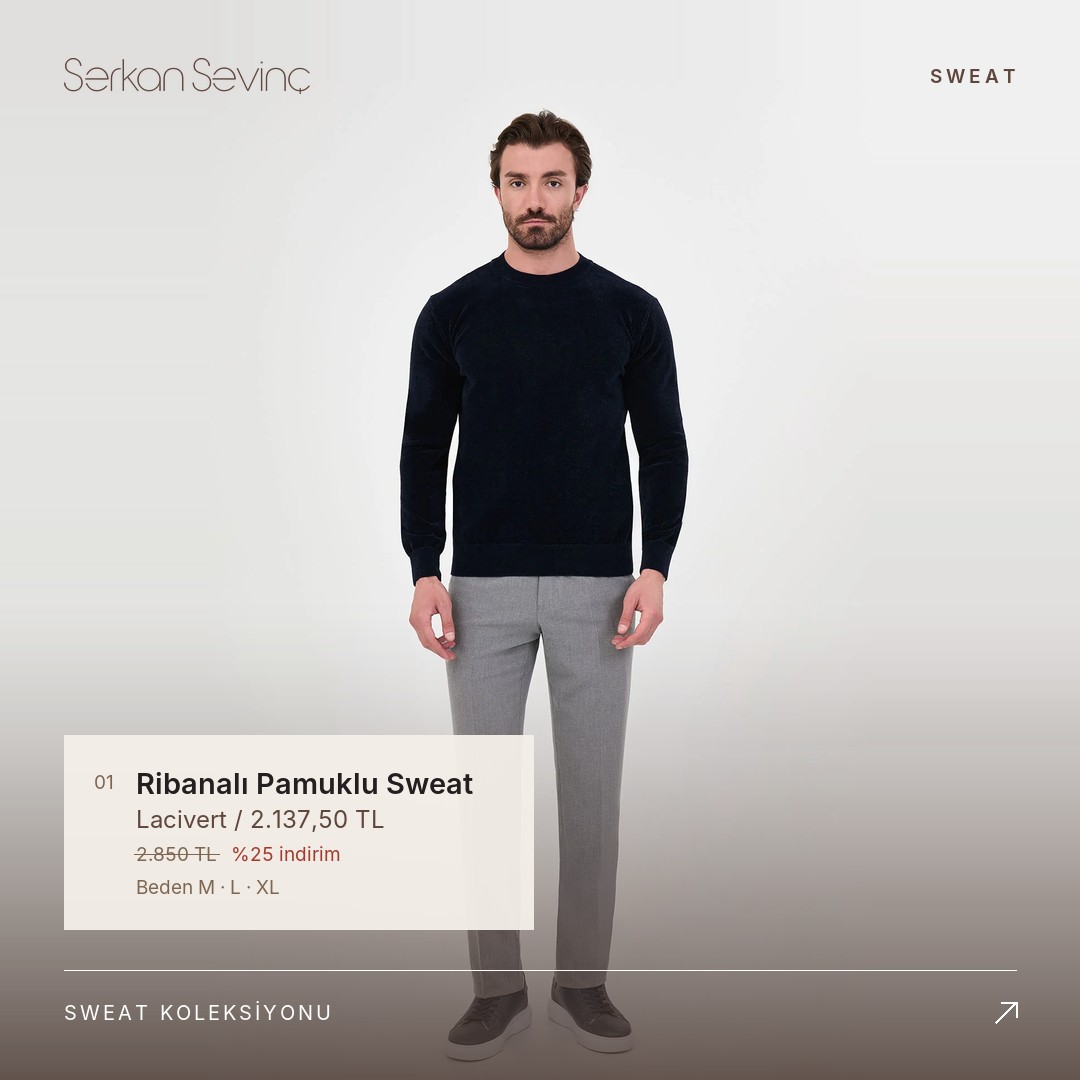 Serkan Sevinç
SWEAT
01 Ribanalı Pamuklu Sweat
Lacivert / 2.137,50 TL
2.850 TL %25 indirim
Beden M · L · XL
SWEAT KOLEKSİYONU